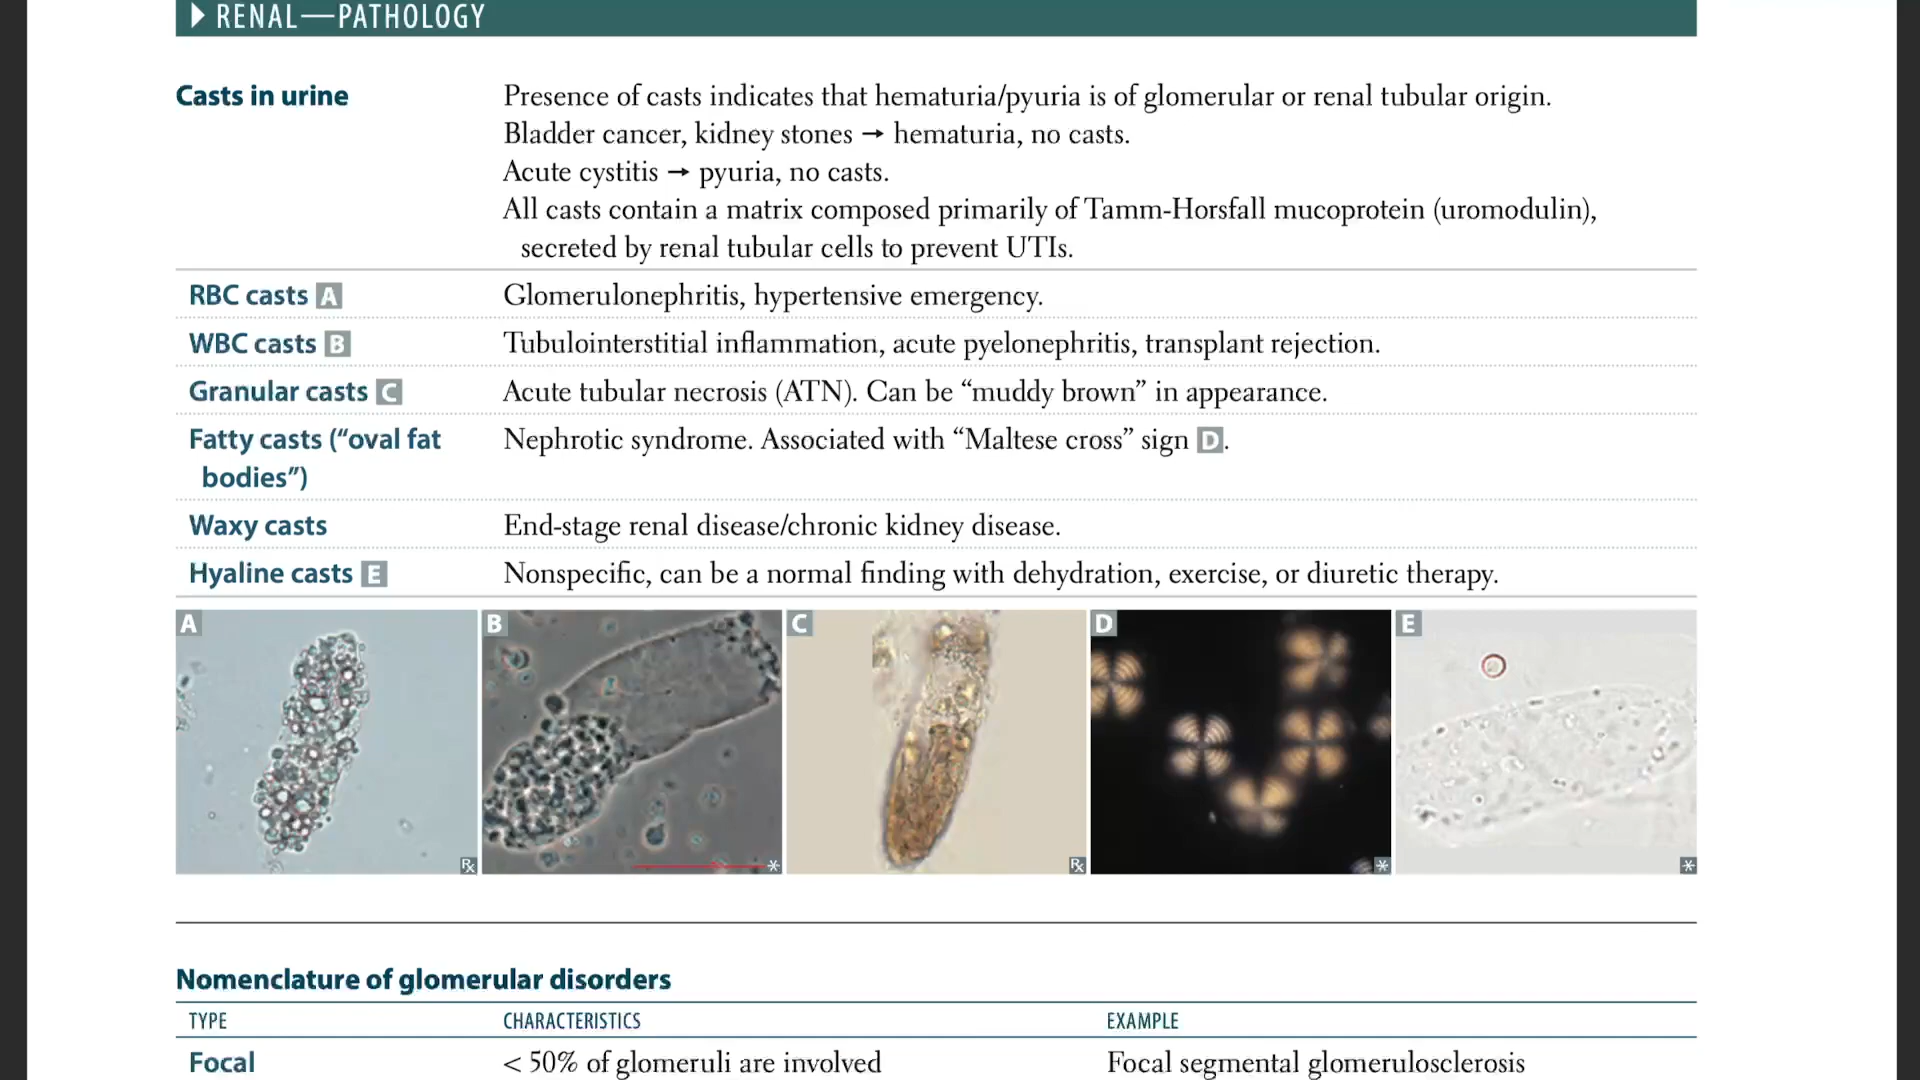 RENAL—PATHOLOGY
Casts in urine
Presence of casts indicates that hematuria/pyuria is of glomerular or renal tubular origin.
Bladder cancer, kidney stones → hematuria, no casts.
Acute cystitis → pyuria, no casts.
All casts contain a matrix composed primarily of Tamm-Horsfall mucoprotein (uromodulin),
secreted by renal tubular cells to prevent UTIs.
RBC casts A Glomerulonephritis, hypertensive emergency.
WBC casts B Tubulointerstitial inflammation, acute pyelonephritis, transplant rejection.
Granular casts C Acute tubular necrosis (ATN). Can be “muddy brown” in appearance.
Fatty casts (“oval fat Nephrotic syndrome. Associated with “Maltese cross” sign D.
bodies”)
Waxy casts End-stage renal disease/chronic kidney disease.
Hyaline casts E Nonspecific, can be a normal finding with dehydration, exercise, or diuretic therapy.
A B C D E
℞ * ℞ * *
Nomenclature of glomerular disorders
TYPE CHARACTERISTICS EXAMPLE
Focal < 50% of glomeruli are involved Focal segmental glomerulosclerosis